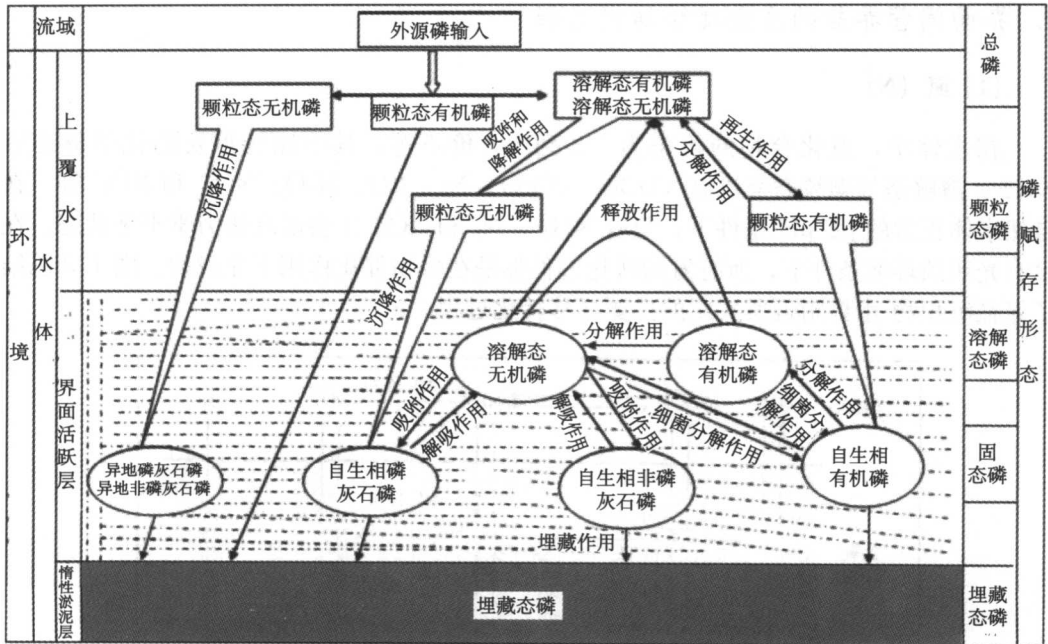 流域
外源磷输入
总磷
环境
水体
上覆水
颗粒态无机磷
颗粒态有机磷
溶解态有机磷
溶解态无机磷
吸附和
降解作用
再生作用
分解作用
沉降作用
颗粒态无机磷
释放作用
颗粒态有机磷
颗粒态磷
磷赋存形态
沉降作用
界面活跃层
溶解态
无机磷
分解作用
溶解态
有机磷
溶解态磷
吸附作用
解吸作用
解吸作用
吸附作用
细菌分解作用
细菌分
解作用
分解作用
异地磷灰石磷
异地非磷灰石磷
自生相磷
灰石磷
自生相非磷
灰石磷
自生相
有机磷
固态磷
埋藏作用
惰性淤泥层
埋藏态磷
埋藏态磷